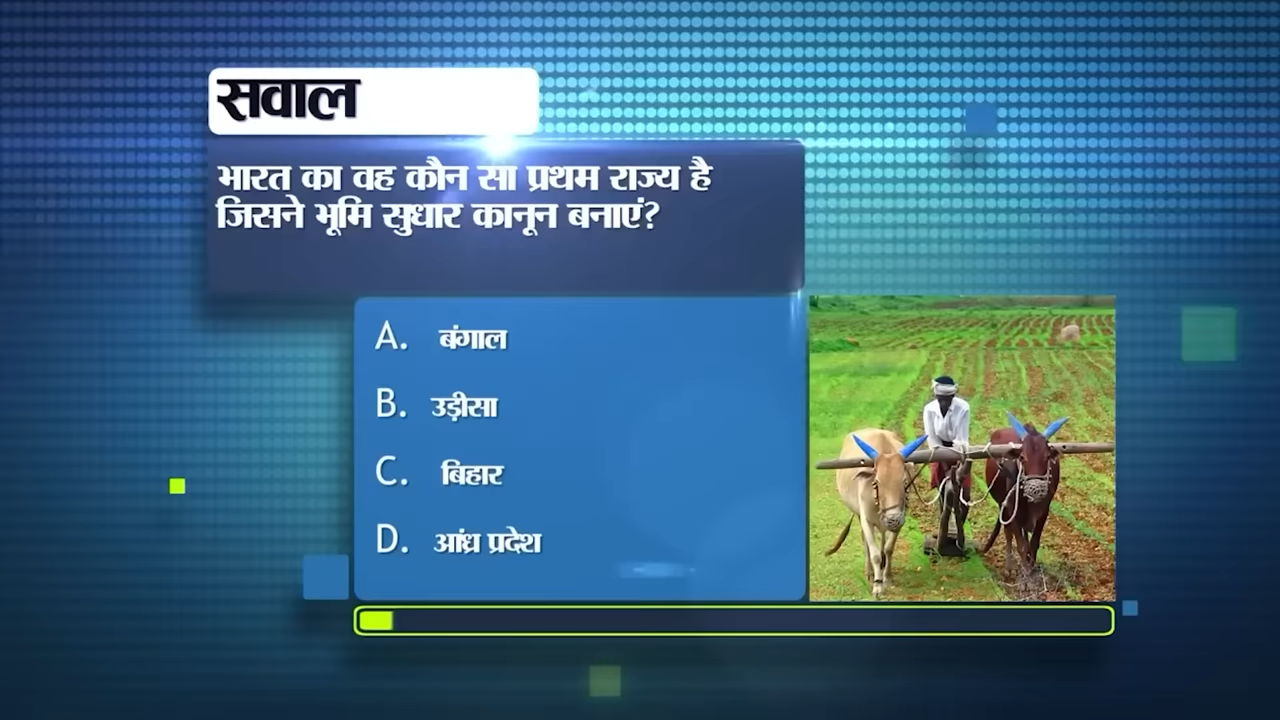 सवाल
भारत का वह कौन सा प्रथम राज्य है
जिसने भूमि सुधार कानून बनाएं?
A. बंगाल
B. उड़ीसा
C. बिहार
D. आंध्र प्रदेश